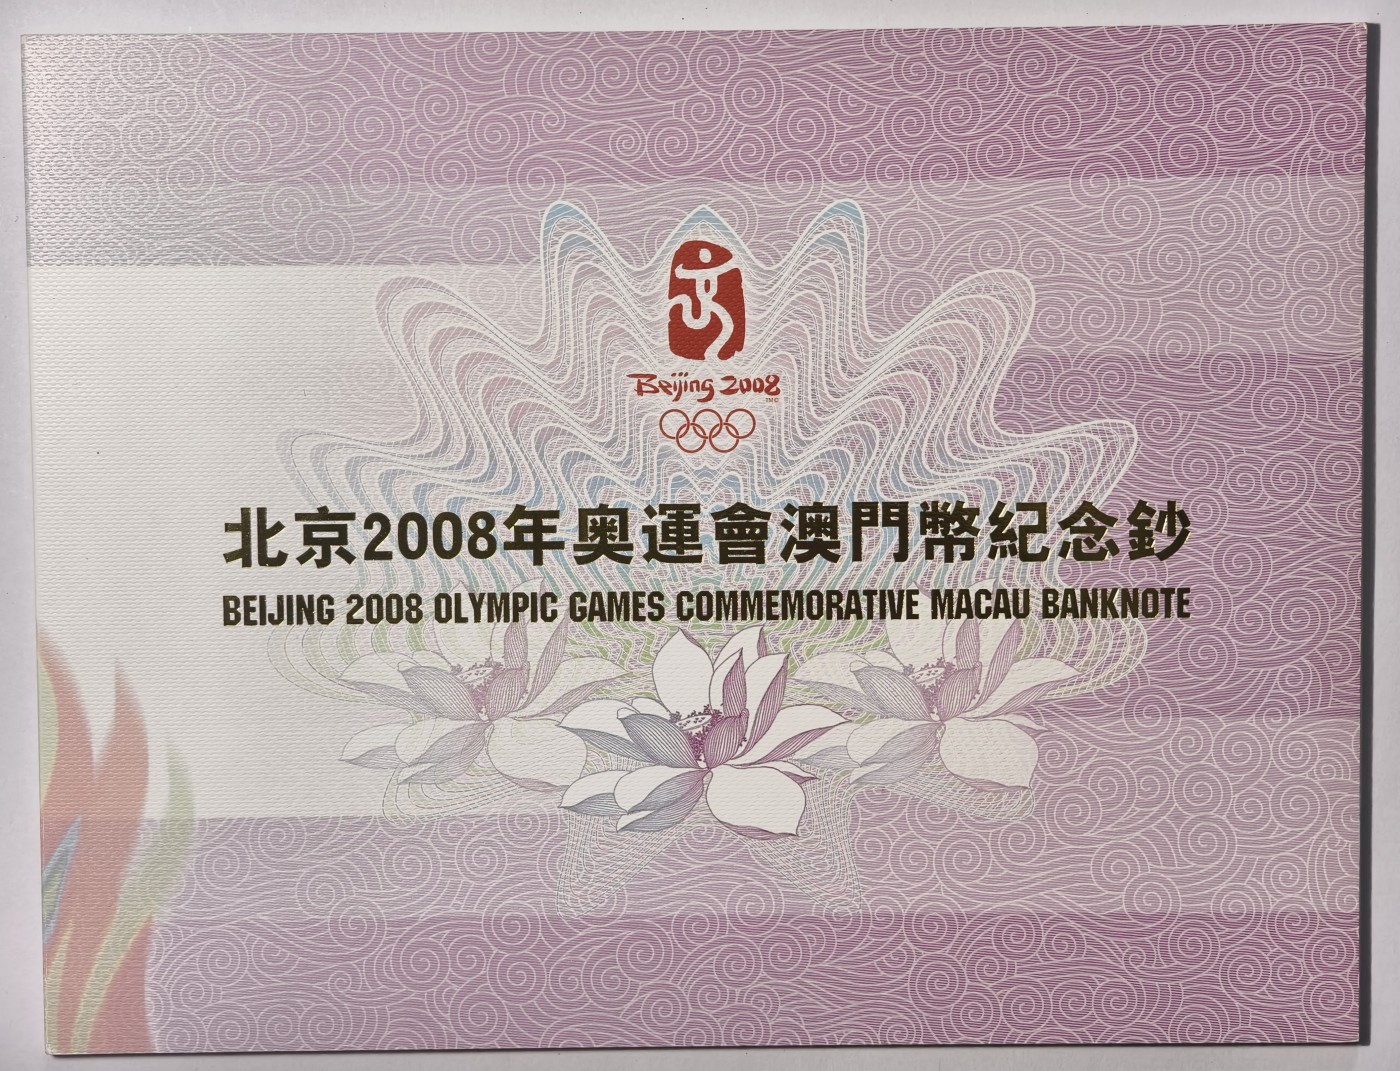 Beijing 2008
TM©
北京2008年奧運會澳門幣紀念鈔
BEIJING 2008 OLYMPIC GAMES COMMEMORATIVE MACAU BANKNOTE